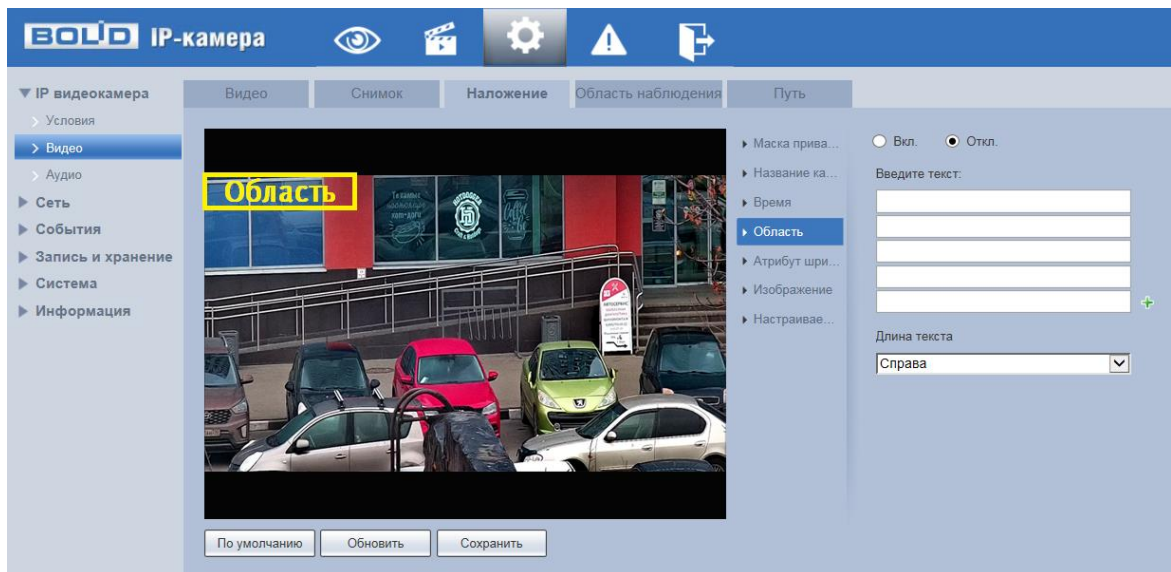 BOLID IP-камера
IP видеокамера
Условия
Видео
Аудио
Сеть
События
Запись и хранение
Система
Информация
Видео
Снимок
Наложение
Область наблюдения
Путь
Область
Маска прива...
Название ка...
Время
Область
Атрибут шри...
Изображение
Настраивае...
Вкл.
Откл.
Введите текст:
Длина текста
Справа
По умолчанию
Обновить
Сохранить